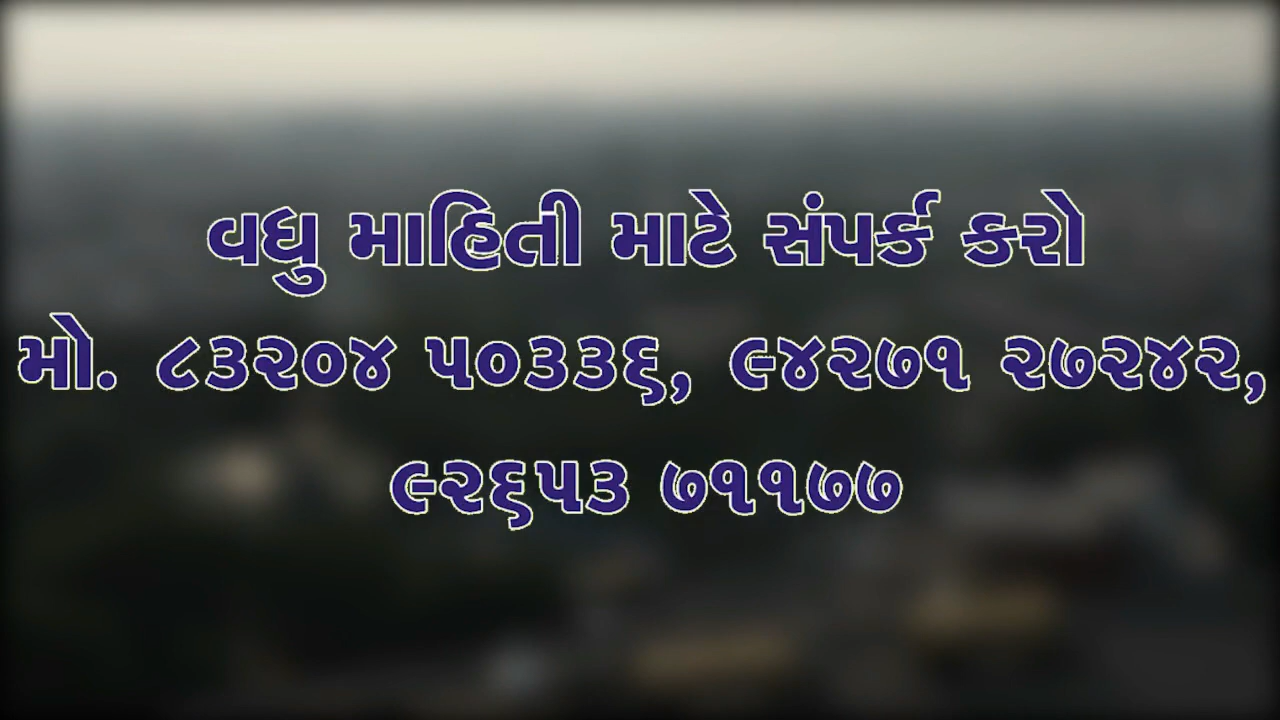 વધુ માહિતી માટે સંપર્ક કરો
મો. ૮૩૨૦૪ ૫૦૩૩૬, ૯૪૨૭૧ ૨૭૨૪૨,
૯૨૬૫૩ ૭૧૧૭૭